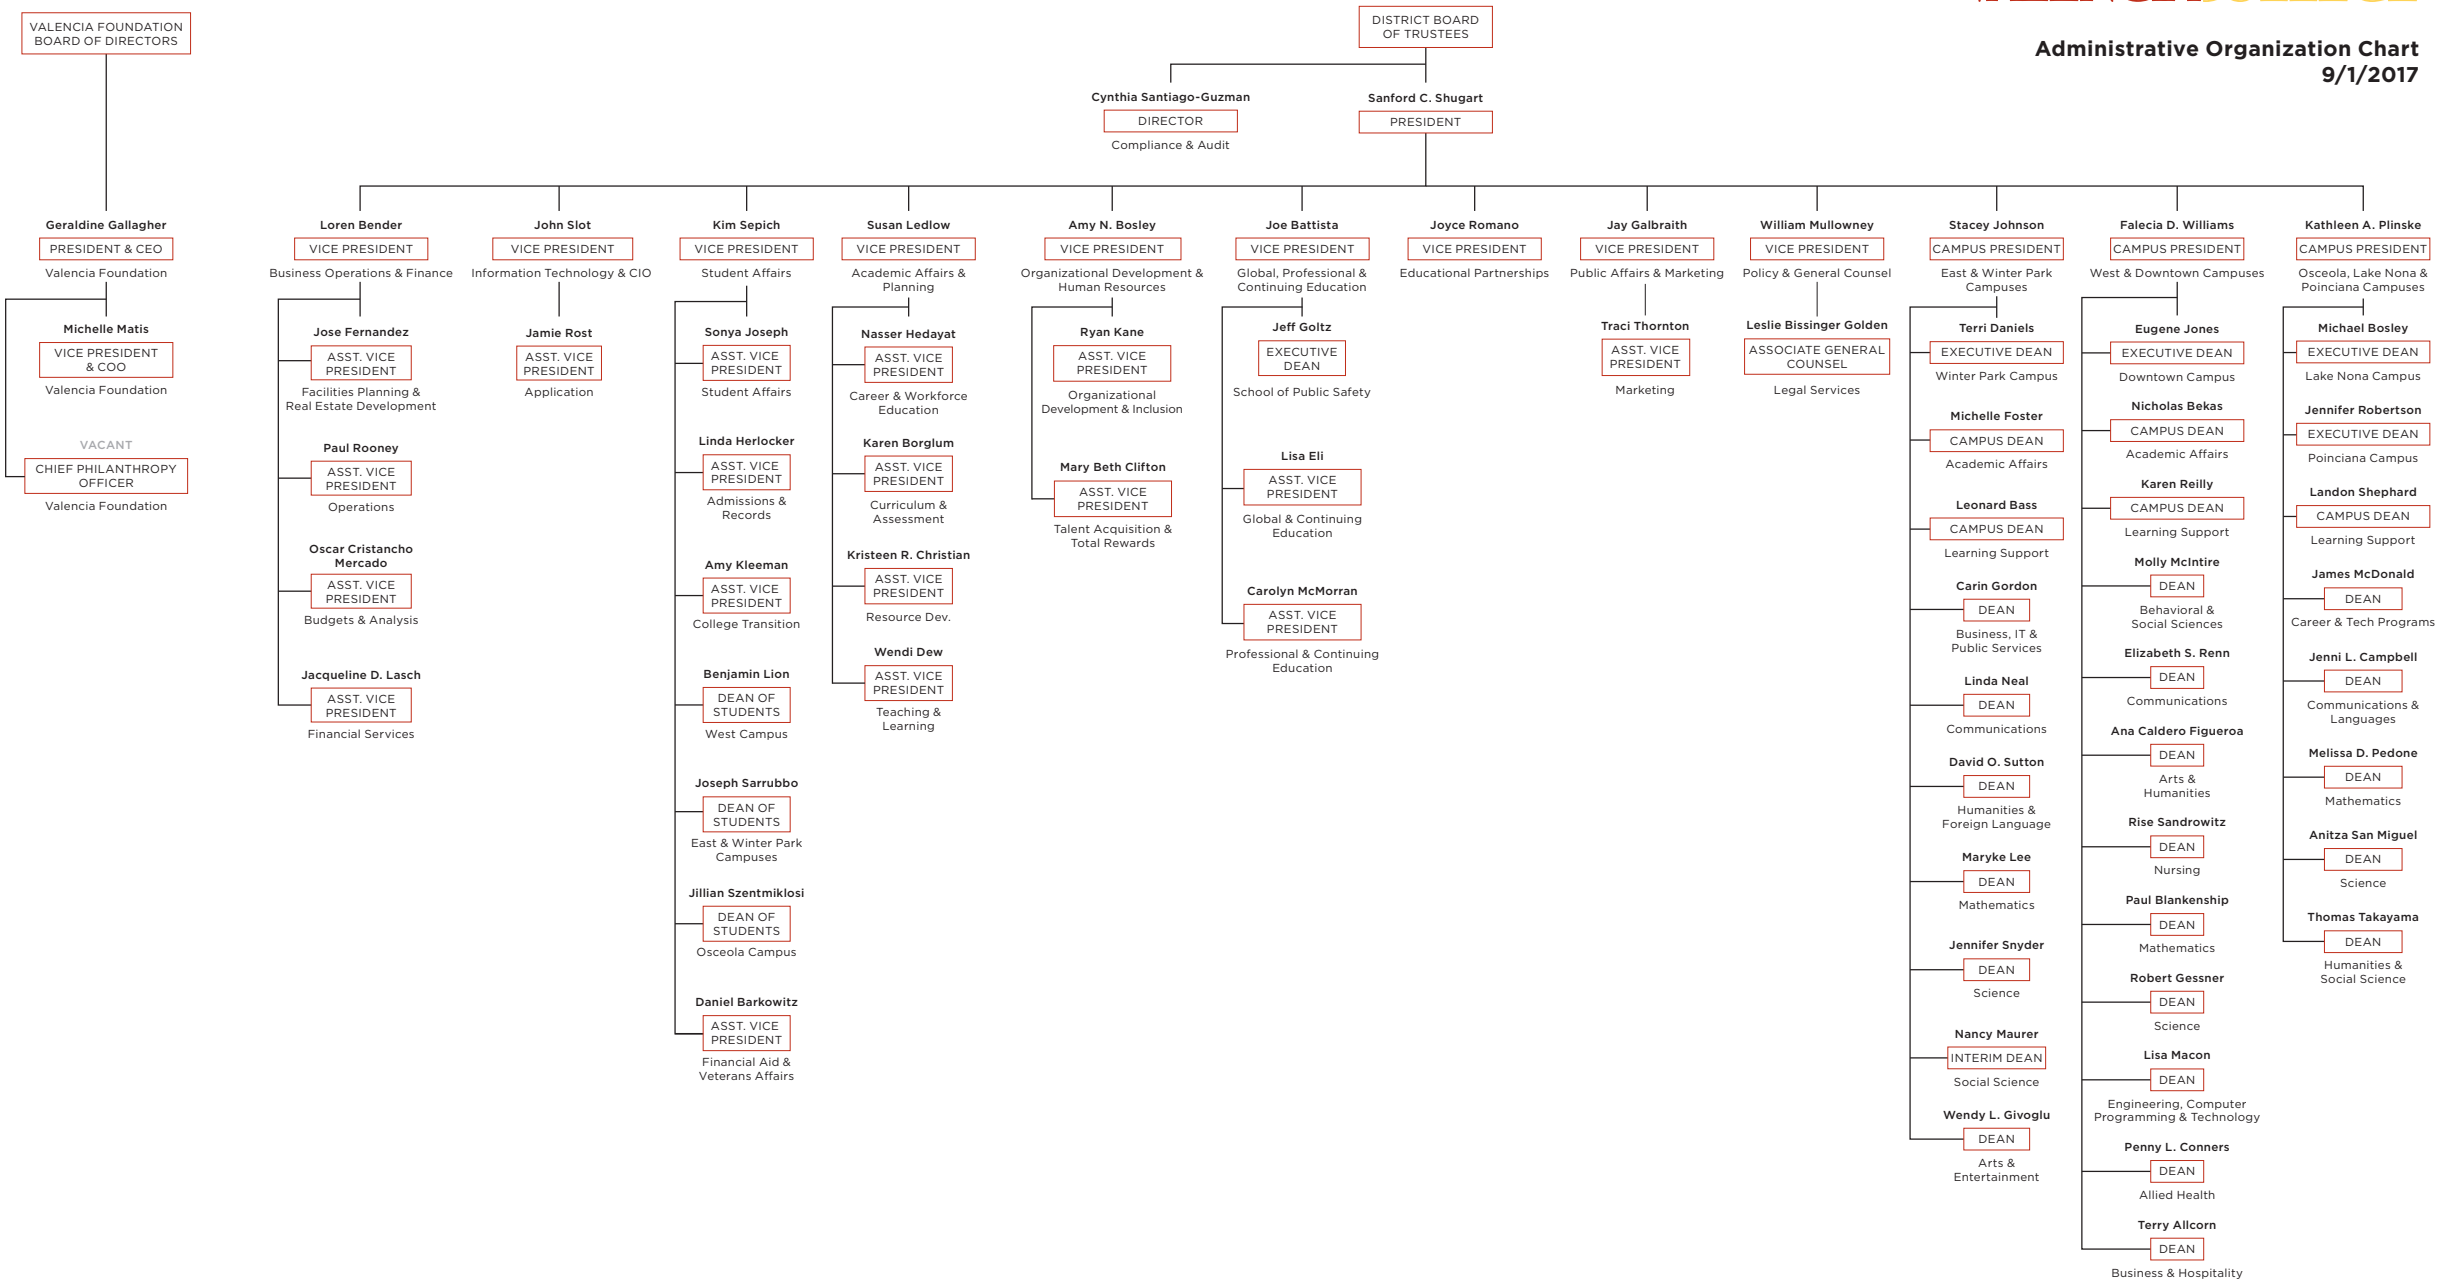 VALENCIA FOUNDATION
BOARD OF DIRECTORS
DISTRICT BOARD
OF TRUSTEES
Administrative Organization Chart
9/1/2017
Cynthia Santiago-Guzman
DIRECTOR
Compliance & Audit
Sanford C. Shugart
PRESIDENT
Geraldine Gallagher
PRESIDENT & CEO
Valencia Foundation
Michelle Matis
VICE PRESIDENT
& COO
Valencia Foundation
VACANT
CHIEF PHILANTHROPY
OFFICER
Valencia Foundation
Loren Bender
VICE PRESIDENT
Business Operations & Finance
Jose Fernandez
ASST. VICE
PRESIDENT
Facilities Planning &
Real Estate Development
Paul Rooney
ASST. VICE
PRESIDENT
Operations
Oscar Cristancho
Mercado
ASST. VICE
PRESIDENT
Budgets & Analysis
Jacqueline D. Lasch
ASST. VICE
PRESIDENT
Financial Services
John Slot
VICE PRESIDENT
Information Technology & CIO
Jamie Rost
ASST. VICE
PRESIDENT
Application
Kim Sepich
VICE PRESIDENT
Student Affairs
Sonya Joseph
ASST. VICE
PRESIDENT
Student Affairs
Linda Herlocker
ASST. VICE
PRESIDENT
Admissions &
Records
Amy Kleeman
ASST. VICE
PRESIDENT
College Transition
Benjamin Lion
DEAN OF
STUDENTS
West Campus
Joseph Sarrubbo
DEAN OF
STUDENTS
East & Winter Park
Campuses
Jillian Szentmiklosi
DEAN OF
STUDENTS
Osceola Campus
Daniel Barkowitz
ASST. VICE
PRESIDENT
Financial Aid &
Veterans Affairs
Susan Ledlow
VICE PRESIDENT
Academic Affairs &
Planning
Nasser Hedayat
ASST. VICE
PRESIDENT
Career & Workforce
Education
Karen Borglum
ASST. VICE
PRESIDENT
Curriculum &
Assessment
Kristeen R. Christian
ASST. VICE
PRESIDENT
Resource Dev.
Wendi Dew
ASST. VICE
PRESIDENT
Teaching &
Learning
Amy N. Bosley
VICE PRESIDENT
Organizational Development &
Human Resources
Ryan Kane
ASST. VICE
PRESIDENT
Organizational
Development & Inclusion
Mary Beth Clifton
ASST. VICE
PRESIDENT
Talent Acquisition &
Total Rewards
Joe Battista
VICE PRESIDENT
Global, Professional &
Continuing Education
Jeff Goltz
EXECUTIVE
DEAN
School of Public Safety
Lisa Eli
ASST. VICE
PRESIDENT
Global & Continuing
Education
Carolyn McMorran
ASST. VICE
PRESIDENT
Professional & Continuing
Education
Joyce Romano
VICE PRESIDENT
Educational Partnerships
Jay Galbraith
VICE PRESIDENT
Public Affairs & Marketing
Traci Thornton
ASST. VICE
PRESIDENT
Marketing
William Mullowney
VICE PRESIDENT
Policy & General Counsel
Leslie Bissinger Golden
ASSOCIATE GENERAL
COUNSEL
Legal Services
Stacey Johnson
CAMPUS PRESIDENT
East & Winter Park
Campuses
Terri Daniels
EXECUTIVE DEAN
Winter Park Campus
Michelle Foster
CAMPUS DEAN
Academic Affairs
Leonard Bass
CAMPUS DEAN
Learning Support
Carin Gordon
DEAN
Business, IT &
Public Services
Linda Neal
DEAN
Communications
David O. Sutton
DEAN
Humanities &
Foreign Language
Maryke Lee
DEAN
Mathematics
Jennifer Snyder
DEAN
Science
Nancy Maurer
INTERIM DEAN
Social Science
Wendy L. Givoglu
DEAN
Arts &
Entertainment
Falecia D. Williams
CAMPUS PRESIDENT
West & Downtown Campuses
Eugene Jones
EXECUTIVE DEAN
Downtown Campus
Nicholas Bekas
CAMPUS DEAN
Academic Affairs
Karen Reilly
CAMPUS DEAN
Learning Support
Molly McIntire
DEAN
Behavioral &
Social Sciences
Elizabeth S. Renn
DEAN
Communications
Ana Caldero Figueroa
DEAN
Arts &
Humanities
Rise Sandrowitz
DEAN
Nursing
Paul Blankenship
DEAN
Mathematics
Robert Gessner
DEAN
Science
Lisa Macon
DEAN
Engineering, Computer
Programming & Technology
Penny L. Conners
DEAN
Allied Health
Terry Allcorn
DEAN
Business & Hospitality
Kathleen A. Plinske
CAMPUS PRESIDENT
Osceola, Lake Nona &
Poinciana Campuses
Michael Bosley
EXECUTIVE DEAN
Lake Nona Campus
Jennifer Robertson
EXECUTIVE DEAN
Poinciana Campus
Landon Shephard
CAMPUS DEAN
Learning Support
James McDonald
DEAN
Career & Tech Programs
Jenni L. Campbell
DEAN
Communications &
Languages
Melissa D. Pedone
DEAN
Mathematics
Anitza San Miguel
DEAN
Science
Thomas Takayama
DEAN
Humanities &
Social Science